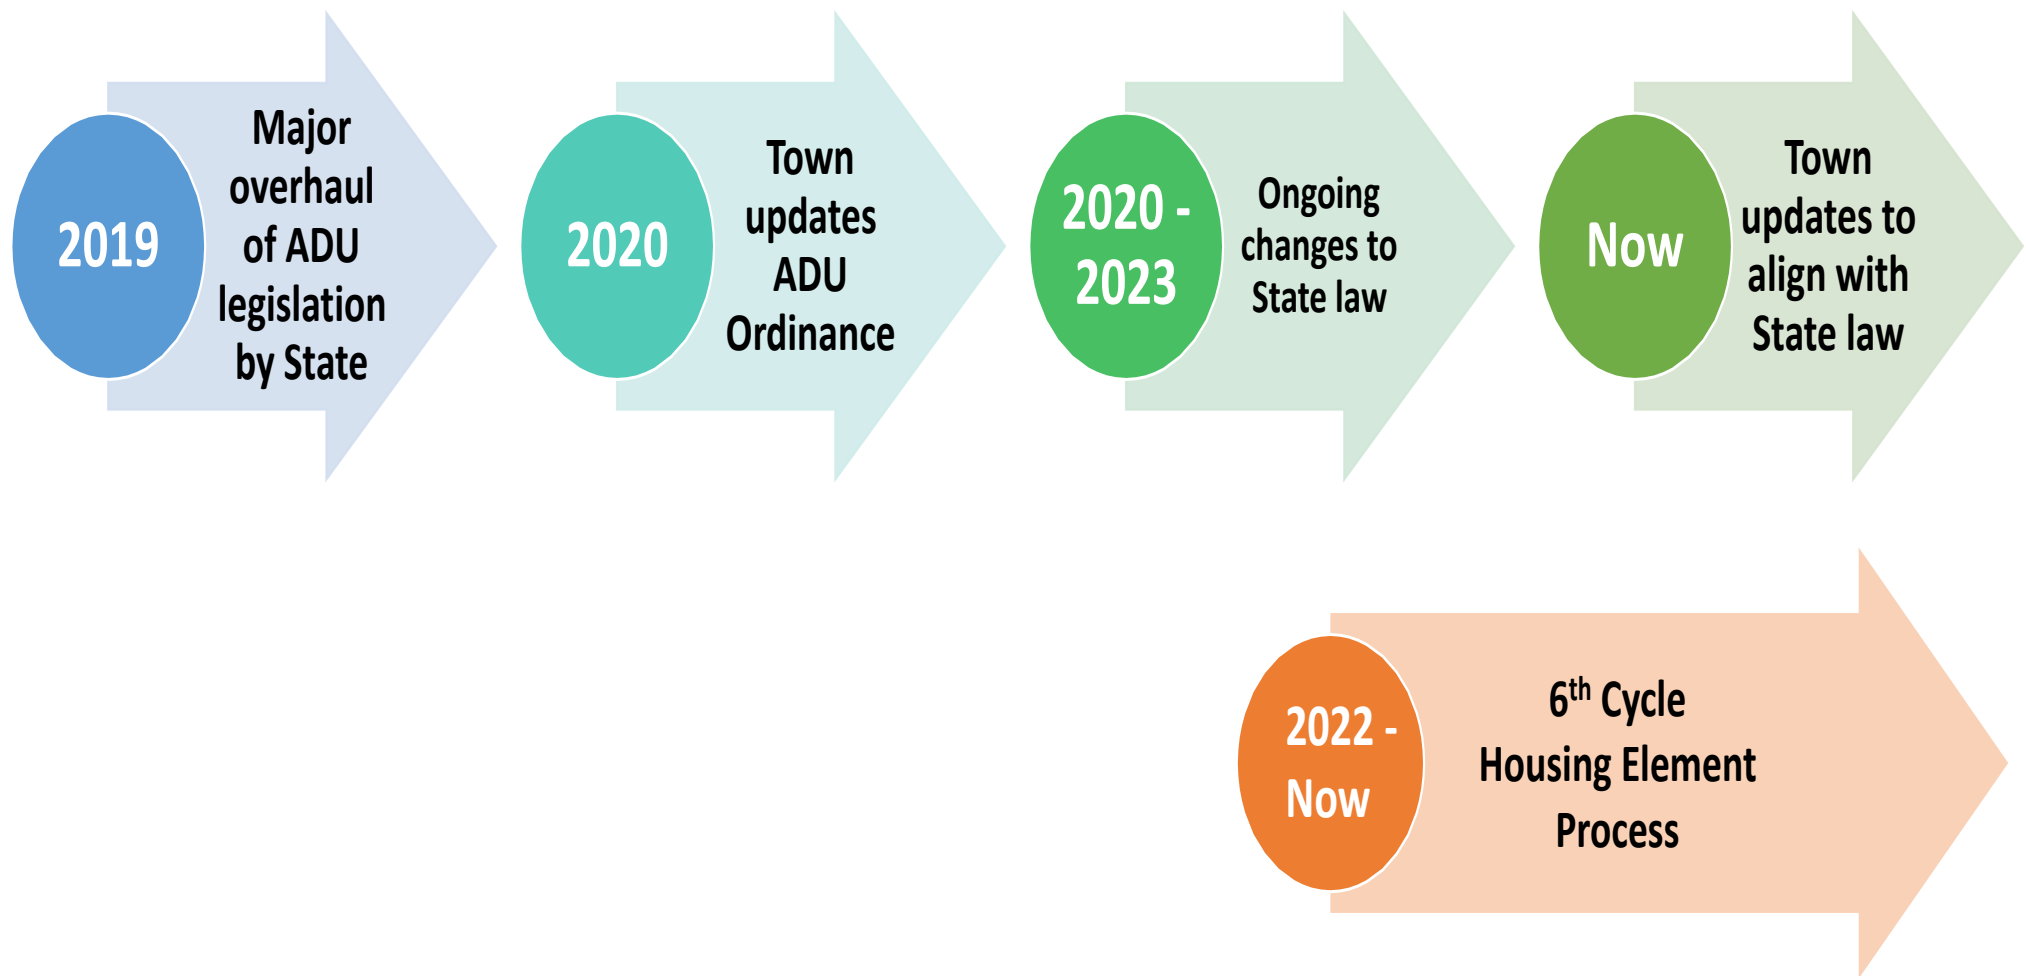 2019
Major
overhaul
of ADU
legislation
by State
2020
Town
updates
ADU
Ordinance
2020 -
2023
Ongoing
changes to
State law
Now
Town
updates to
align with
State law
2022 -
Now
6th Cycle
Housing Element
Process